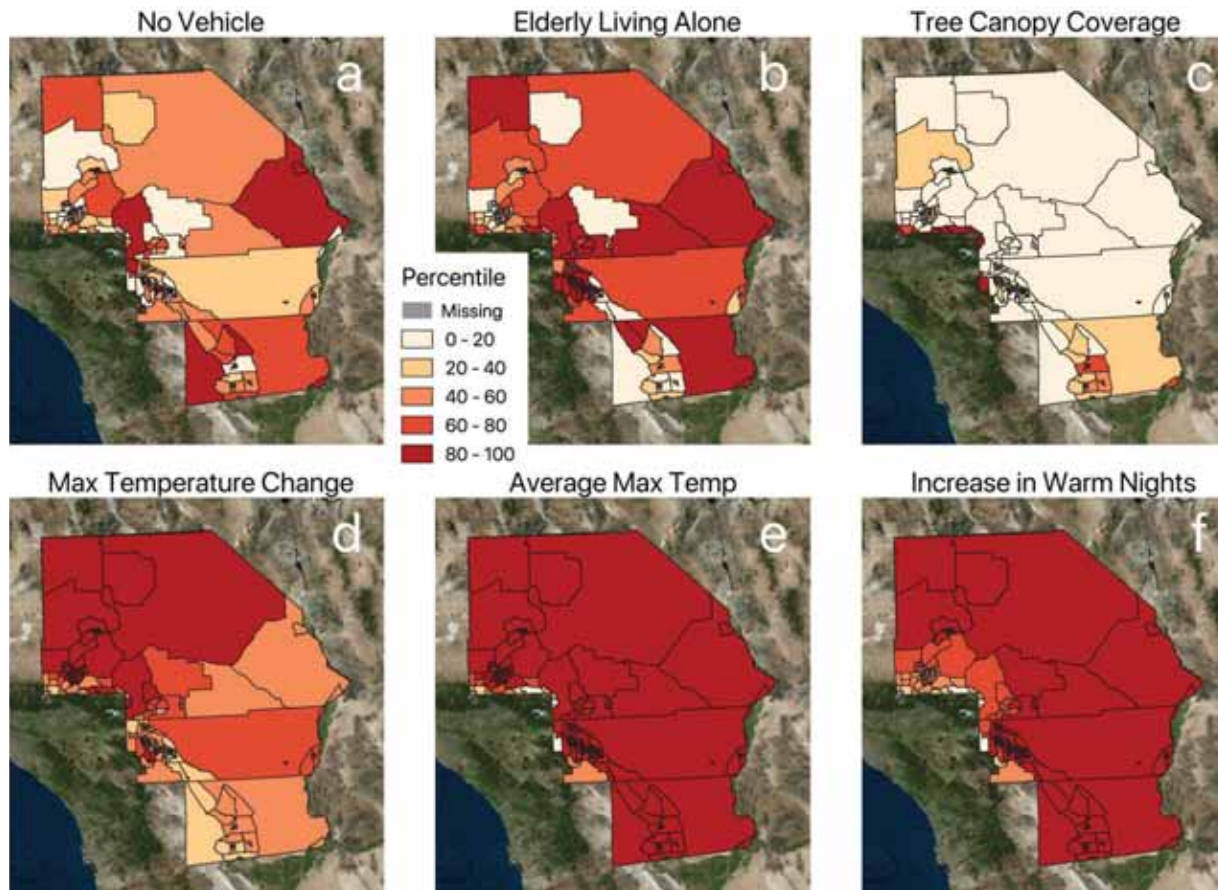 No Vehicle
Elderly Living Alone
Tree Canopy Coverage
a
b
c
Percentile
Missing
0 - 20
20 - 40
40 - 60
60 - 80
80 - 100
Max Temperature Change
Average Max Temp
Increase in Warm Nights
d
e
f